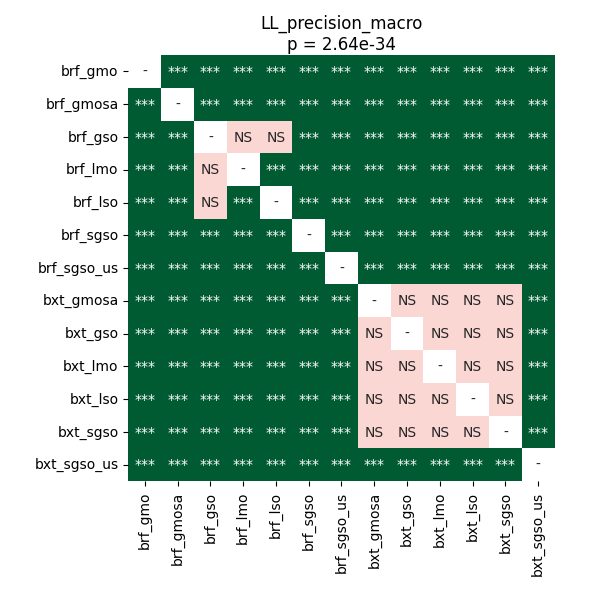 LL_precision_macro
p = 2.64e-34
brf_gmo - *** *** *** *** *** *** *** *** *** *** *** ***
brf_gmosa *** - *** *** *** *** *** *** *** *** *** *** ***
brf_gso *** *** - NS NS *** *** *** *** *** *** *** ***
brf_lmo *** *** NS - *** *** *** *** *** *** *** *** ***
brf_lso *** *** NS *** - *** *** *** *** *** *** *** ***
brf_sgso *** *** *** *** *** - *** *** *** *** *** *** ***
brf_sgso_us *** *** *** *** *** *** - *** *** *** *** *** ***
bxt_gmosa *** *** *** *** *** *** *** - NS NS NS NS ***
bxt_gso *** *** *** *** *** *** *** NS - NS NS NS ***
bxt_lmo *** *** *** *** *** *** *** NS NS - NS NS ***
bxt_lso *** *** *** *** *** *** *** NS NS NS - NS ***
bxt_sgso *** *** *** *** *** *** *** NS NS NS NS - ***
bxt_sgso_us *** *** *** *** *** *** *** *** *** *** *** *** -
brf_gmo
brf_gmosa
brf_gso
brf_lmo
brf_lso
brf_sgso
brf_sgso_us
bxt_gmosa
bxt_gso
bxt_lmo
bxt_lso
bxt_sgso
bxt_sgso_us